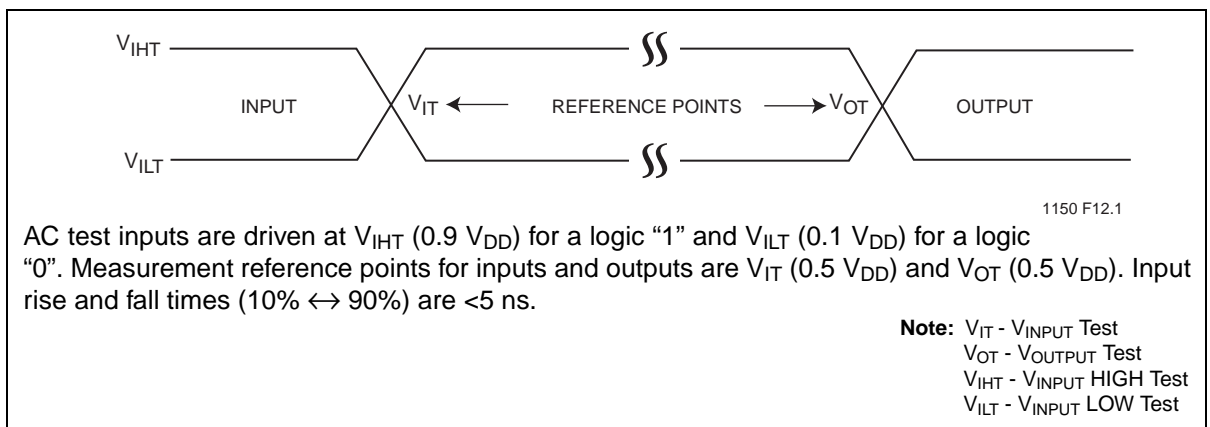 VIHT
INPUT VIT REFERENCE POINTS VOT OUTPUT
VILT
1150 F12.1
AC test inputs are driven at VIHT (0.9 VDD) for a logic “1” and VILT (0.1 VDD) for a logic
“0”. Measurement reference points for inputs and outputs are VIT (0.5 VDD) and VOT (0.5 VDD). Input
rise and fall times (10% ↔ 90%) are <5 ns.
Note: VIT - VINPUT Test
VOT - VOUTPUT Test
VIHT - VINPUT HIGH Test
VILT - VINPUT LOW Test